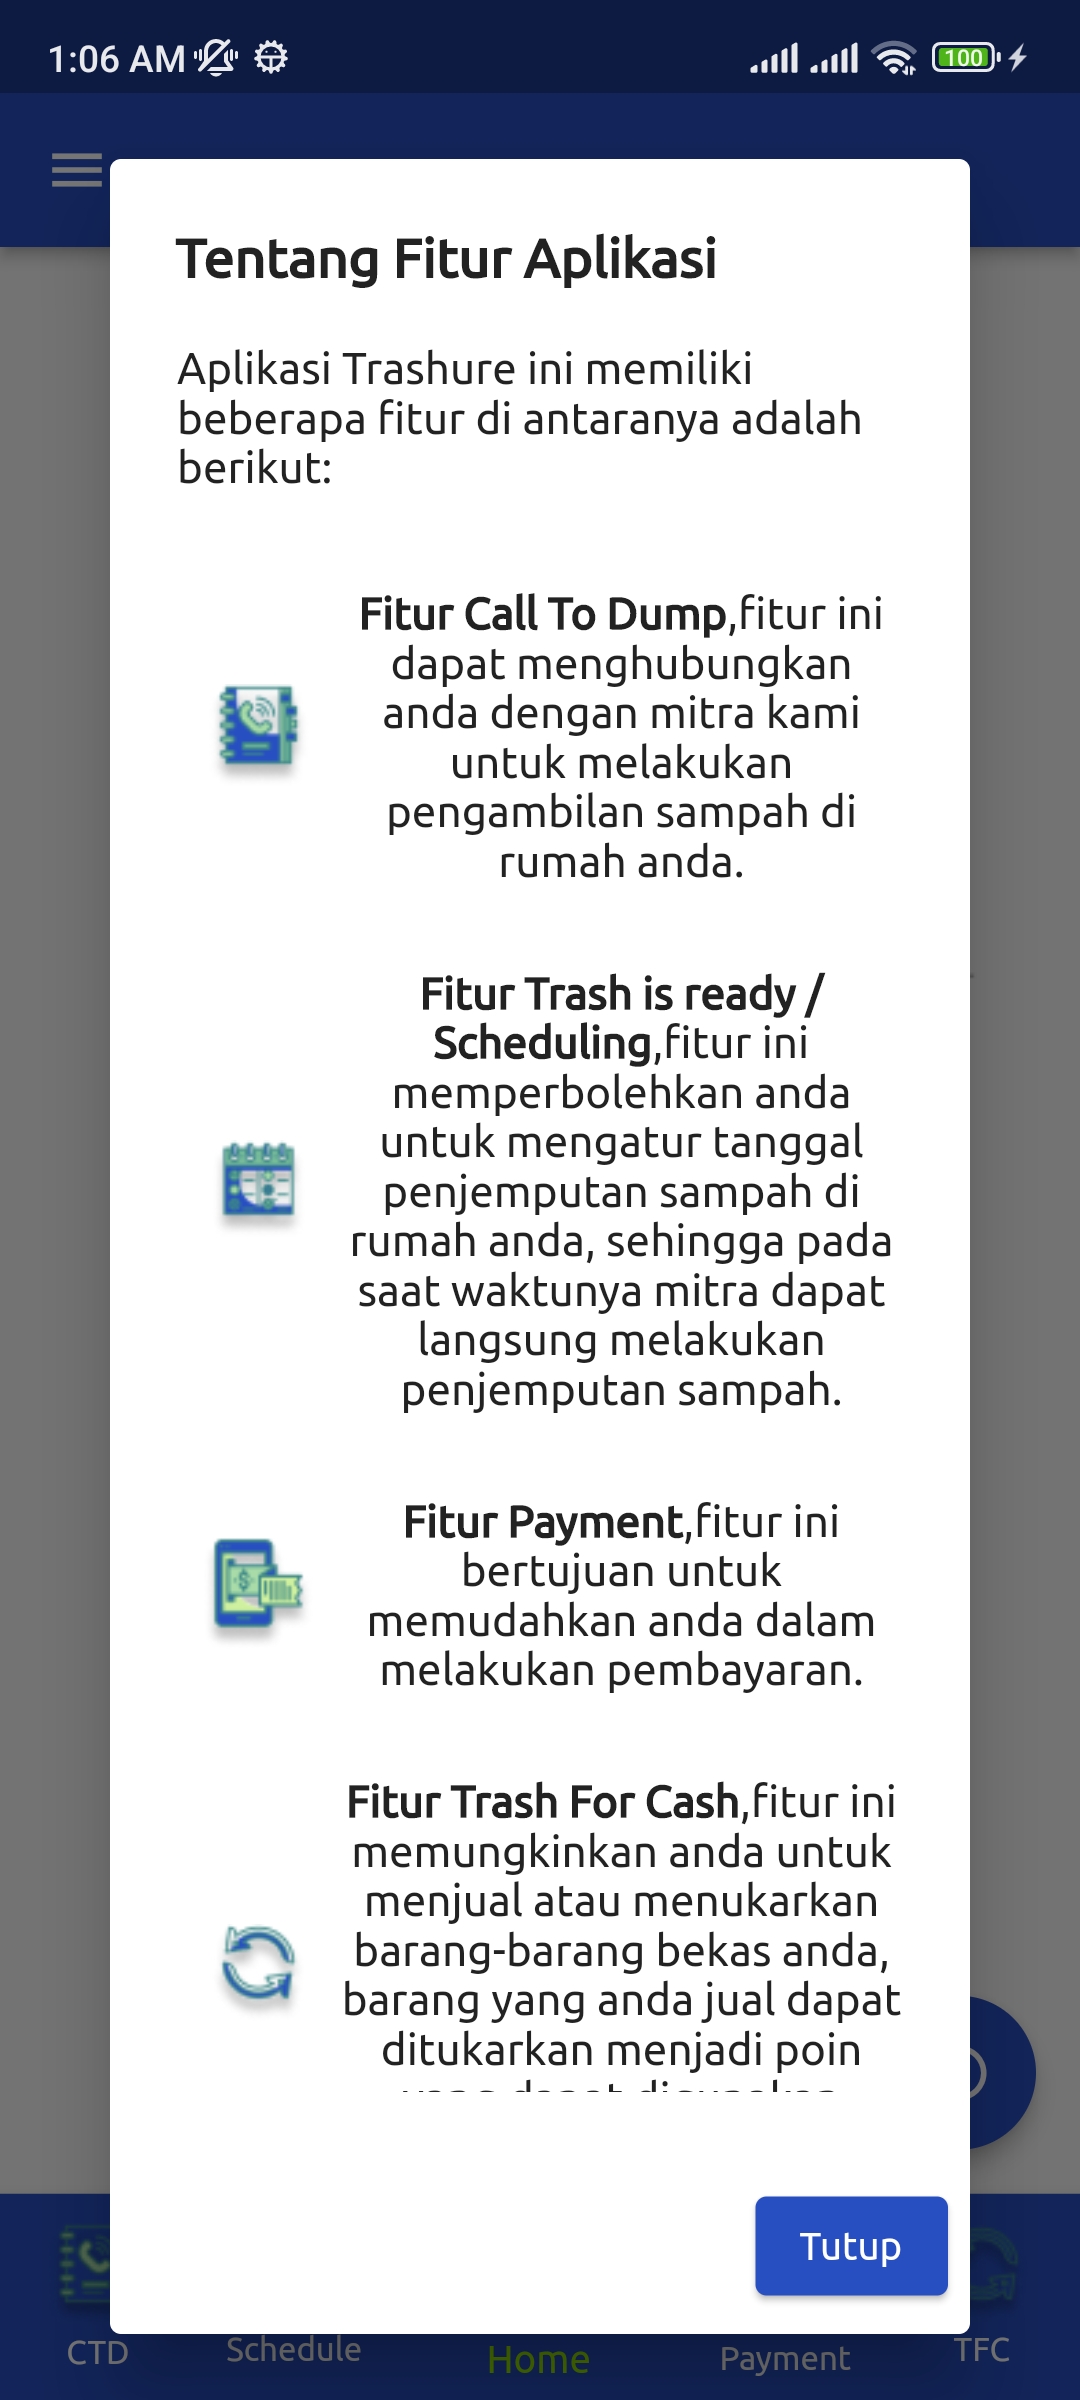 1:06 AM
100
Tentang Fitur Aplikasi
Aplikasi Trashure ini memiliki
beberapa fitur di antaranya adalah
berikut:
Fitur Call To Dump,fitur ini
dapat menghubungkan
anda dengan mitra kami
untuk melakukan
pengambilan sampah di
rumah anda.
Fitur Trash is ready /
Scheduling,fitur ini
memperbolehkan anda
untuk mengatur tanggal
penjemputan sampah di
rumah anda, sehingga pada
saat waktunya mitra dapat
langsung melakukan
penjemputan sampah.
Fitur Payment,fitur ini
bertujuan untuk
memudahkan anda dalam
melakukan pembayaran.
Fitur Trash For Cash,fitur ini
memungkinkan anda untuk
menjual atau menukarkan
barang-barang bekas anda,
barang yang anda jual dapat
ditukarkan menjadi poin
Tutup
CTD
Schedule
Home
Payment
TFC